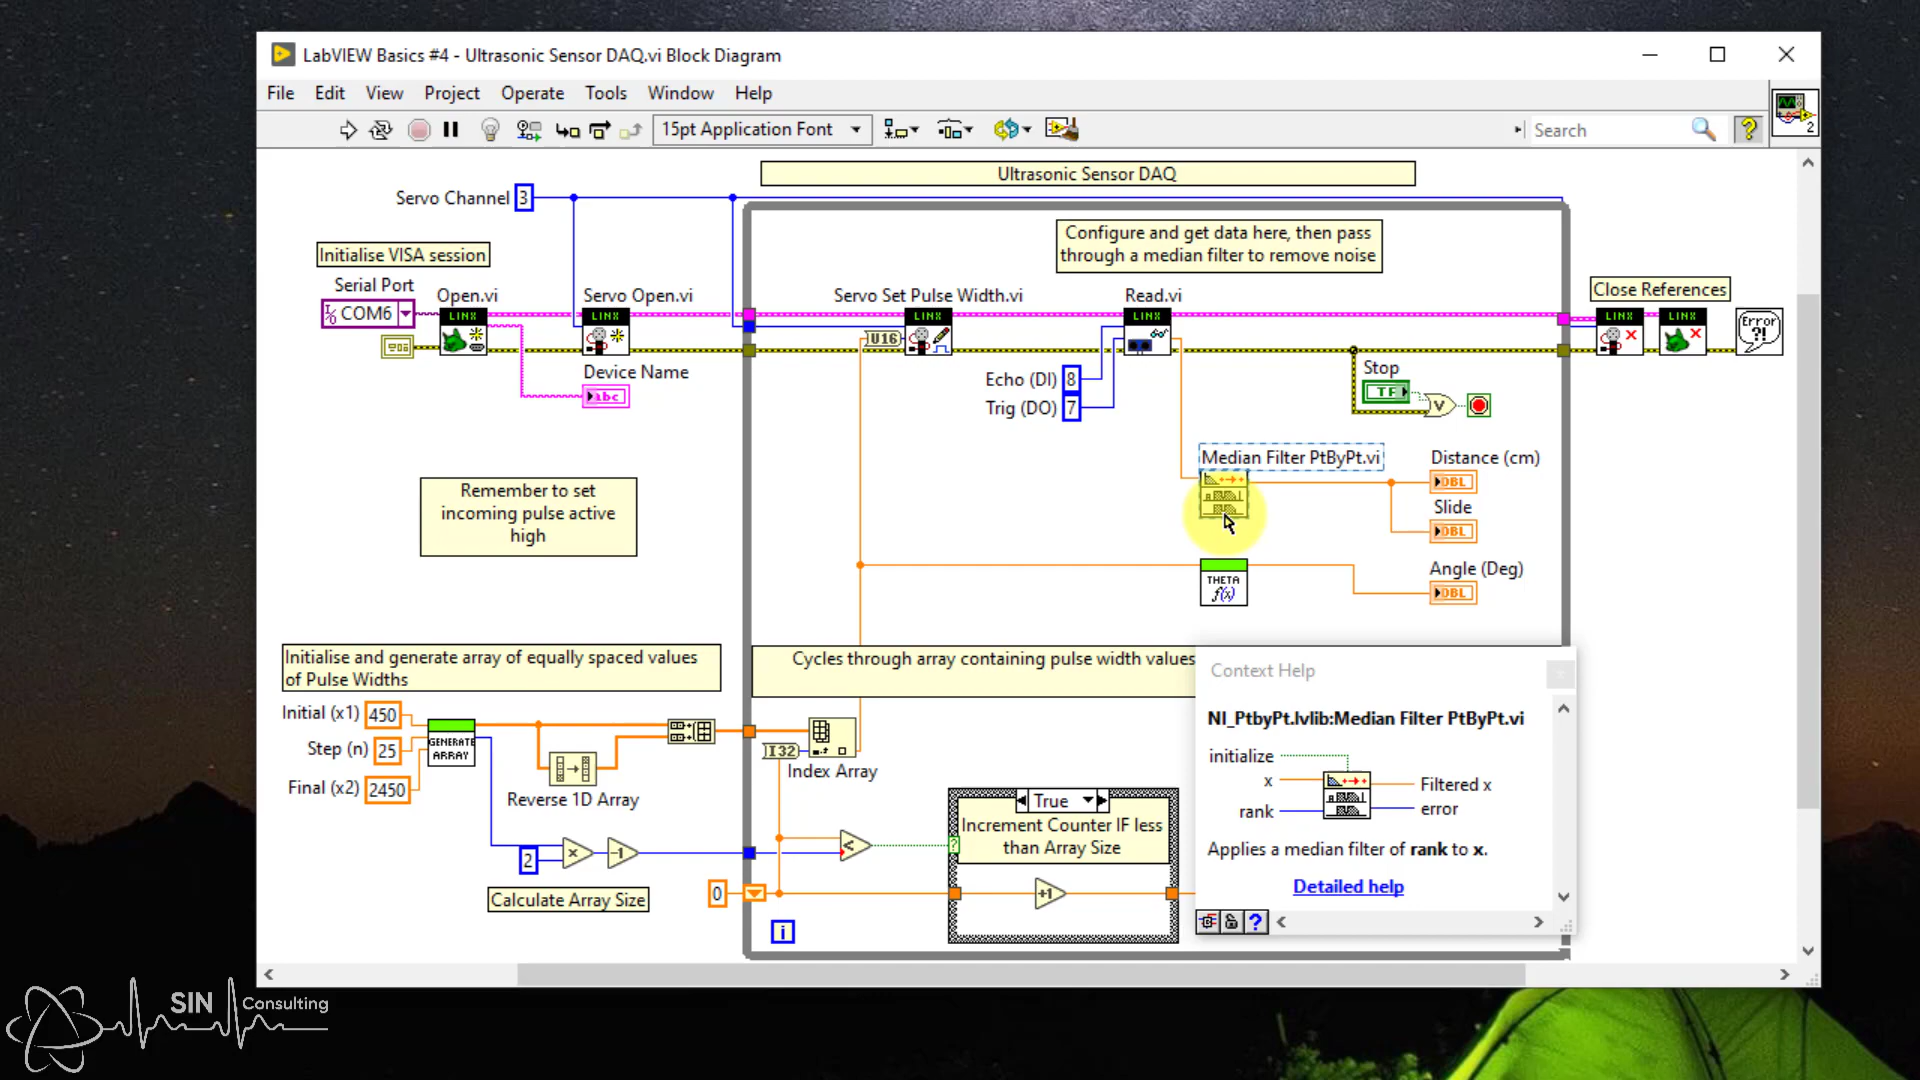 LabVIEW Basics #4 - Ultrasonic Sensor DAQ.vi Block Diagram
File Edit View Project Operate Tools Window Help
15pt Application Font
Search
2
Ultrasonic Sensor DAQ
Servo Channel 3
Configure and get data here, then pass
through a median filter to remove noise
Initialise VISA session
Serial Port
COM6
Open.vi
LINX
Servo Open.vi
LINX
Servo Set Pulse Width.vi
LINX
U16
Read.vi
LINX
Close References
LINX
LINX
Error
?!
Device Name
abc
Echo (DI) 8
Trig (DO) 7
Stop
TF
Median Filter PtByPt.vi
Distance (cm)
DBL
Slide
DBL
Remember to set
incoming pulse active
high
THETA
f(x)
Angle (Deg)
DBL
Initialise and generate array of equally spaced values
of Pulse Widths
Cycles through array containing pulse width values
Initial (x1) 450
Step (n) 25
Final (x2) 2450
GENERATE
ARRAY
Reverse 1D Array
I32
Index Array
2
x
-1
<
Calculate Array Size
0
i
True
Increment Counter IF less
than Array Size
?
+1
Context Help
NI_PtbyPt.lvlib:Median Filter PtByPt.vi
initialize
x
rank
Filtered x
error
Applies a median filter of rank to x.
Detailed help
SIN Consulting